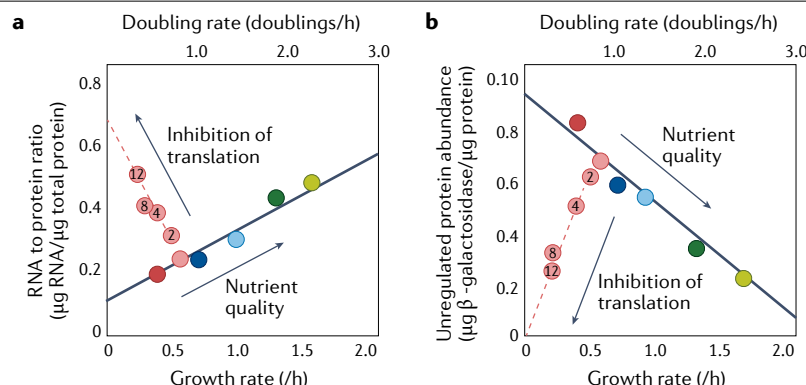 a
Doubling rate (doublings/h)
1.0
2.0
3.0
RNA to protein ratio
(µg RNA/µg total protein)
0.8
0.6
0.4
0.2
0
Inhibition of
translation
12
8
4
2
Nutrient
quality
0
0.5
1.0
1.5
2.0
Growth rate (/h)
b
Doubling rate (doublings/h)
1.0
2.0
3.0
Unregulated protein abundance
(µg β-galactosidase/µg protein)
0.10
0.8
0.6
0.4
0.2
0
Nutrient
quality
2
4
8
12
Inhibition of
translation
0
0.5
1.0
1.5
2.0
Growth rate (/h)